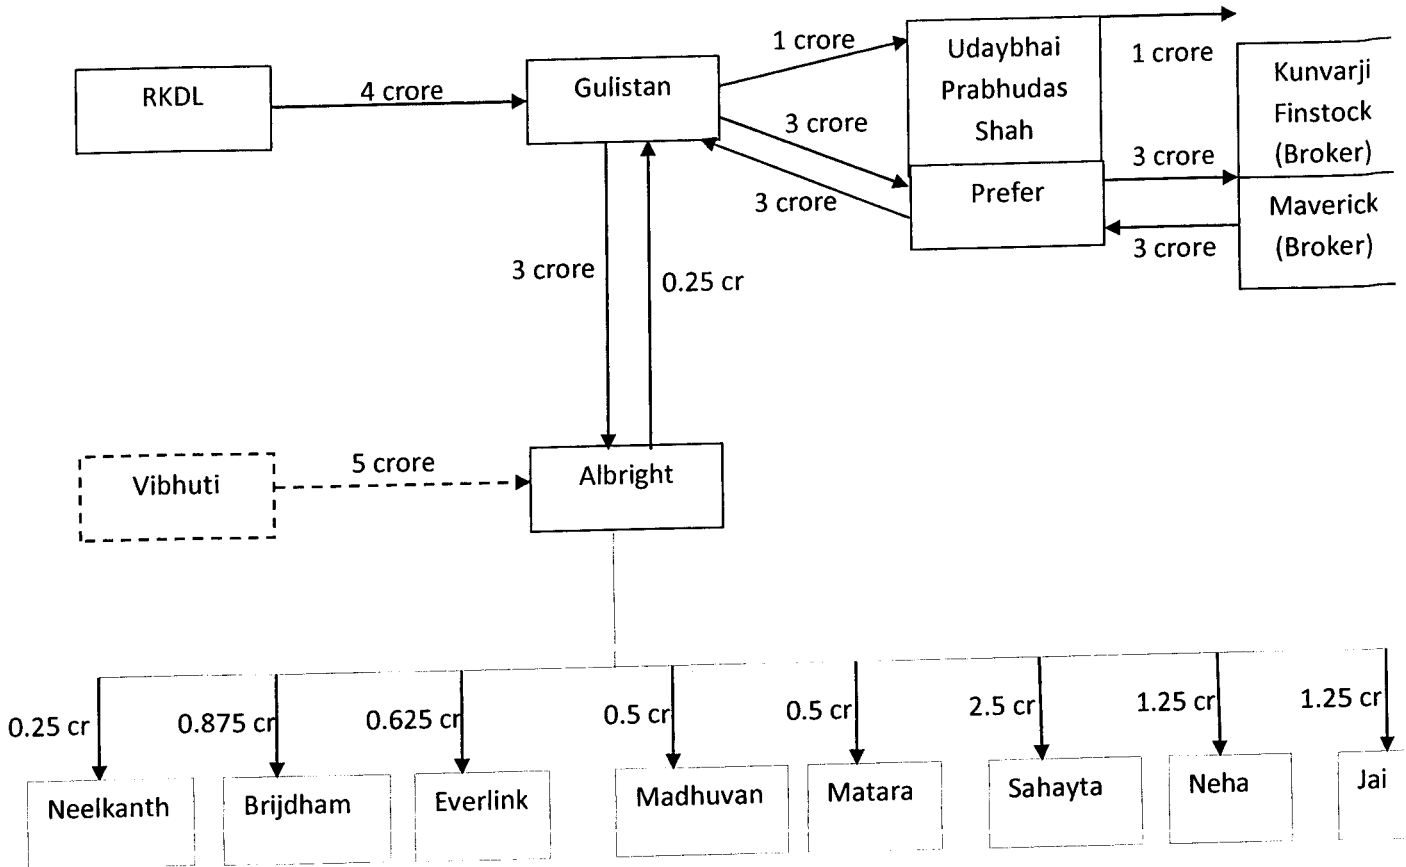 1 crore
Udaybhai
Prabhudas
Shah
1 crore
Kunvarji
Finstock
(Broker)
RKDL
4 crore
Gulistan
3 crore
3 crore
3 crore
Prefer
Maverick
(Broker)
3 crore
3 crore
0.25 cr
Vibhuti
5 crore
Albright
0.25 cr
0.875 cr
0.625 cr
0.5 cr
0.5 cr
2.5 cr
1.25 cr
1.25 cr
Neelkanth
Brijdham
Everlink
Madhuvan
Matara
Sahayta
Neha
Jai